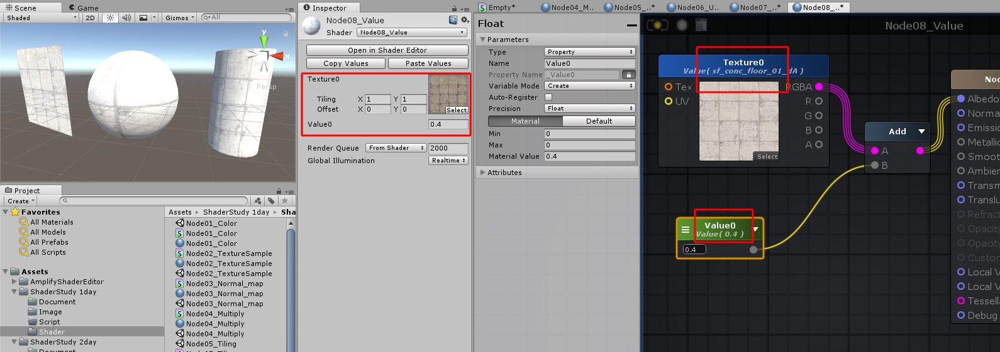 Scene
Game
Shaded
2D
Gizmos
All
y
x
Persp
Project
Create
Favorites
All Materials
All Models
All Prefabs
All Scripts
Assets
AmplifyShaderEditor
ShaderStudy 1day
Document
Image
Script
Shader
ShaderStudy 2day
Assets ▸ ShaderStudy 1day ▸ Sha
Node01_Color
Node01_Color
Node01_Color
Node02_TextureSample
Node02_TextureSample
Node02_TextureSample
Node03_Normal_map
Node03_Normal_map
Node03_Normal_map
Node04_Multiply
Node04_Multiply
Node04_Multiply
Node05_Tiling
Inspector
Node08_Value
Shader Node08_Value
Open in Shader Editor
Copy Values
Paste Values
Texture0
Tiling X 1 Y 1
Offset X 0 Y 0
Select
Value0 0.4
Render Queue From Shader 2000
Global Illumination Realtime
Empty*
Node04_M..
Node05_..*
Node06_U..
Node07_..*
Node08_..*
Float
Parameters
Type Property
Name Value0
Property Name _Value0
Variable Mode Create
Auto-Register
Precision Float
Material Default
Min 0
Max 0
Material Value 0.4
Attributes
Node08_Value
Texture0
Value( sf_conc_floor_01_dA )
Tex
UV
RGBA
R
G
B
A
Select
Value0
Value( 0.4 )
0.4
Add
A
B
Nod
Albedo
Norma
Emissio
Metallic
Smoot
Ambien
Transm
Translu
Refract
Opacity
Opacity
Custom
Local V
Local V
Tessell
Debug